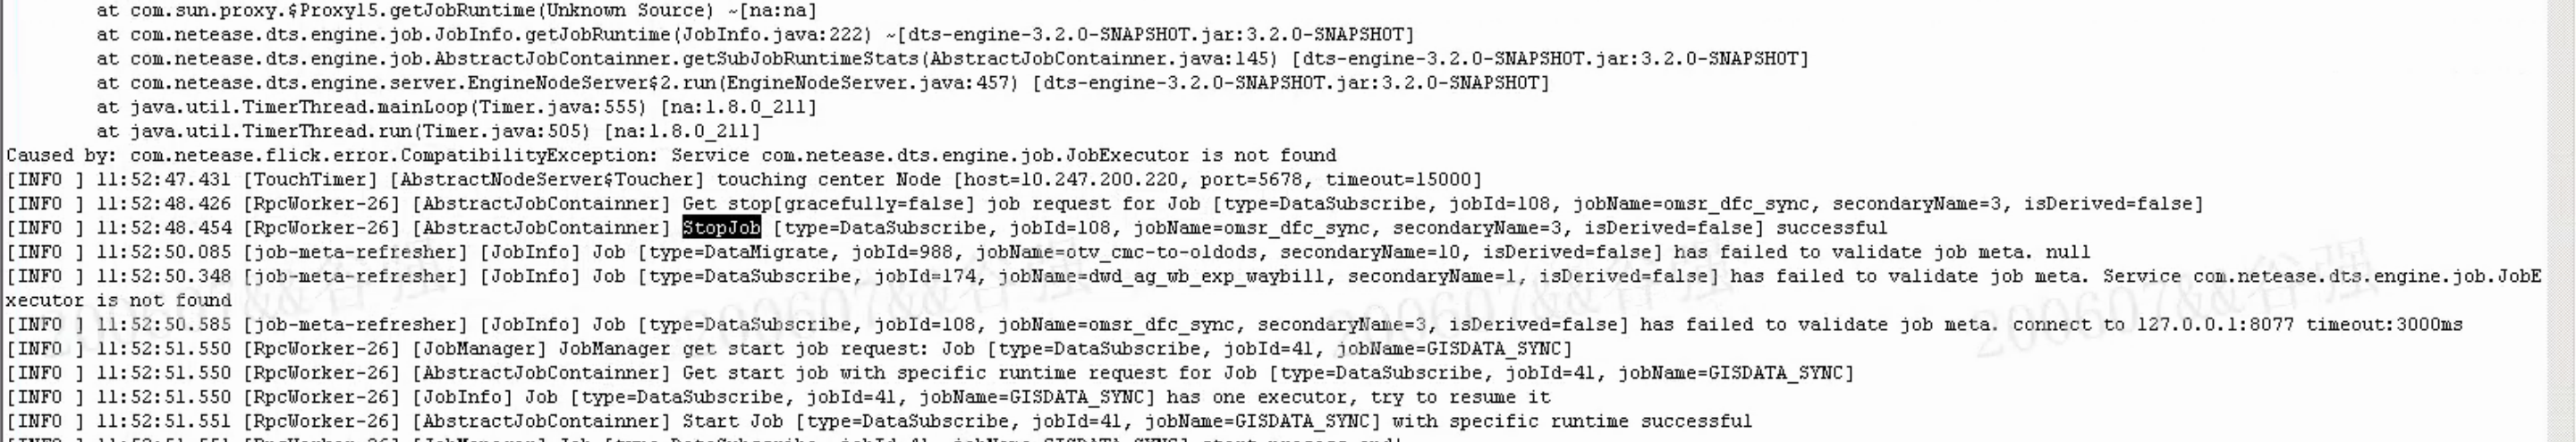 at com.sun.proxy.$Proxy15.getJobRuntime(Unknown Source) ~[na:na]
at com.netease.dts.engine.job.JobInfo.getJobRuntime(JobInfo.java:222) ~[dts-engine-3.2.0-SNAPSHOT.jar:3.2.0-SNAPSHOT]
at com.netease.dts.engine.job.AbstractJobContainner.getSubJobRuntimeStats(AbstractJobContainner.java:145) [dts-engine-3.2.0-SNAPSHOT.jar:3.2.0-SNAPSHOT]
at com.netease.dts.engine.server.EngineNodeServer$2.run(EngineNodeServer.java:457) [dts-engine-3.2.0-SNAPSHOT.jar:3.2.0-SNAPSHOT]
at java.util.TimerThread.mainLoop(Timer.java:555) [na:1.8.0_211]
at java.util.TimerThread.run(Timer.java:505) [na:1.8.0_211]
Caused by: com.netease.flick.error.CompatibilityException: Service com.netease.dts.engine.job.JobExecutor is not found
[INFO ] 11:52:47.431 [TouchTimer] [AbstractNodeServer$Toucher] touching center Node [host=10.247.200.220, port=5678, timeout=15000]
[INFO ] 11:52:48.426 [RpcWorker-26] [AbstractJobContainner] Get stop[gracefully=false] job request for Job [type=DataSubscribe, jobId=108, jobName=omsr_dfc_sync, secondaryName=3, isDerived=false]
[INFO ] 11:52:48.454 [RpcWorker-26] [AbstractJobContainner] StopJob [type=DataSubscribe, jobId=108, jobName=omsr_dfc_sync, secondaryName=3, isDerived=false] successful
[INFO ] 11:52:50.085 [job-meta-refresher] [JobInfo] Job [type=DataMigrate, jobId=988, jobName=otv_cmc-to-oldods, secondaryName=10, isDerived=false] has failed to validate job meta. null
[INFO ] 11:52:50.348 [job-meta-refresher] [JobInfo] Job [type=DataSubscribe, jobId=174, jobName=dwd_ag_wb_exp_waybill, secondaryName=1, isDerived=false] has failed to validate job meta. Service com.netease.dts.engine.job.JobE
xecutor is not found
[INFO ] 11:52:50.585 [job-meta-refresher] [JobInfo] Job [type=DataSubscribe, jobId=108, jobName=omsr_dfc_sync, secondaryName=3, isDerived=false] has failed to validate job meta. connect to 127.0.0.1:8077 timeout:3000ms
[INFO ] 11:52:51.550 [RpcWorker-26] [JobManager] JobManager get start job request: Job [type=DataSubscribe, jobId=41, jobName=GISDATA_SYNC]
[INFO ] 11:52:51.550 [RpcWorker-26] [AbstractJobContainner] Get start job with specific runtime request for Job [type=DataSubscribe, jobId=41, jobName=GISDATA_SYNC]
[INFO ] 11:52:51.550 [RpcWorker-26] [JobInfo] Job [type=DataSubscribe, jobId=41, jobName=GISDATA_SYNC] has one executor, try to resume it
[INFO ] 11:52:51.551 [RpcWorker-26] [AbstractJobContainner] Start Job [type=DataSubscribe, jobId=41, jobName=GISDATA_SYNC] with specific runtime successful
200607&&谷强
200607&&谷强
200607&&谷强
200607&&谷强